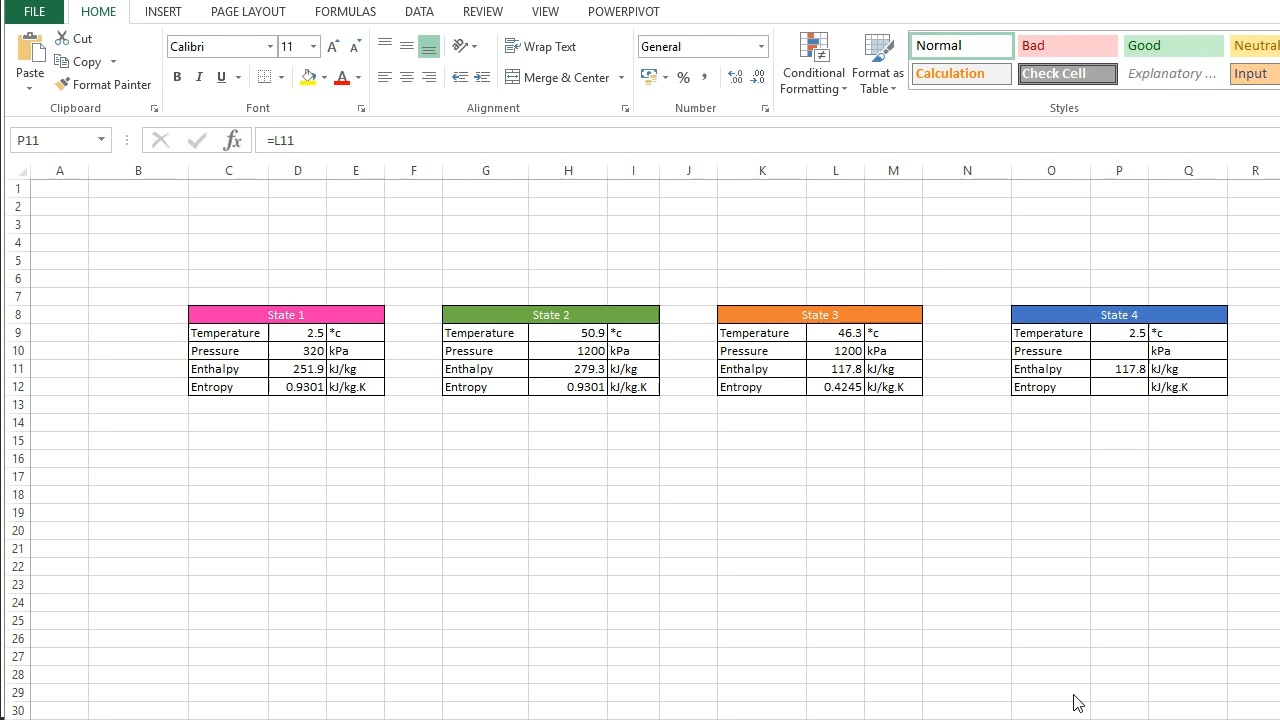 FILE HOME INSERT PAGE LAYOUT FORMULAS DATA REVIEW VIEW POWERPIVOT
Paste
Cut
Copy
Format Painter
Clipboard
Calibri 11
B I U
Font
Wrap Text
Merge & Center
Alignment
General
% ,
Number
Conditional Formatting
Format as Table
Normal Bad Good Neutral
Calculation Check Cell Explanatory ... Input
Styles
P11 fx =L11
A B C D E F G H I J K L M N O P Q R
1
2
3
4
5
6
7
8 State 1 State 2 State 3 State 4
9 Temperature 2.5 *c Temperature 50.9 *c Temperature 46.3 *c Temperature 2.5 *c
10 Pressure 320 kPa Pressure 1200 kPa Pressure 1200 kPa Pressure kPa
11 Enthalpy 251.9 kJ/kg Enthalpy 279.3 kJ/kg Enthalpy 117.8 kJ/kg Enthalpy 117.8 kJ/kg
12 Entropy 0.9301 kJ/kg.K Entropy 0.9301 kJ/kg.K Entropy 0.4245 kJ/kg.K Entropy kJ/kg.K
13
14
15
16
17
18
19
20
21
22
23
24
25
26
27
28
29
30